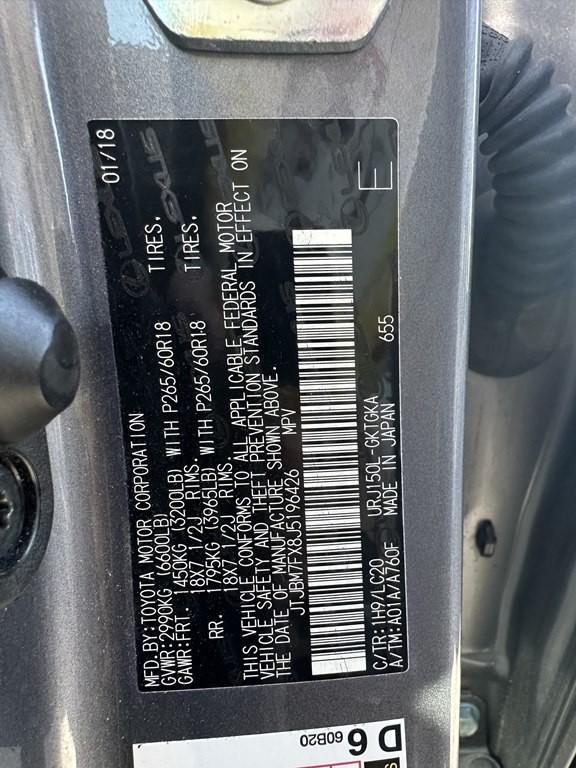 MFD.BY:TOYOTA MOTOR CORPORATION 01/18
GVWR:2990KG (6600LB)
GAWR:FRT. 1450KG (3200LB) WITH P265/60R18 TIRES,
18X7 1/2J RIMS.
RR. 1795KG (3965LB) WITH P265/60R18 TIRES,
18X7 1/2J RIMS.
THIS VEHICLE CONFORMS TO ALL APPLICABLE FEDERAL MOTOR
VEHICLE SAFETY AND THEFT PREVENTION STANDARDS IN EFFECT ON
THE DATE OF MANUFACTURE SHOWN ABOVE.
JTJBM7FX8J5196426 MPV
C/TR:1H9/LC20 URJ150L-GKTGKA
A/TM:A01A/A760F MADE IN JAPAN 655
E
LEXUS
LEXUS
D 6
60B20